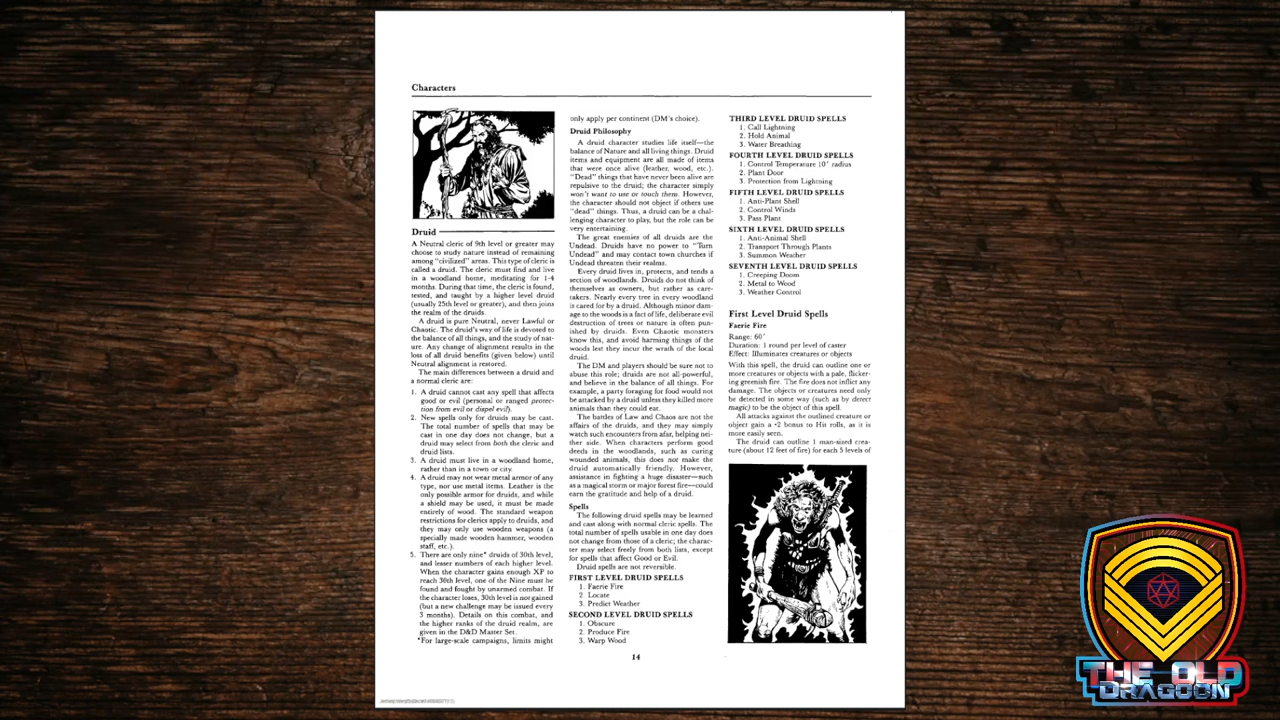 Characters
Druid
A Neutral cleric of 9th level or greater may
choose to study nature instead of remaining
among "civilized" areas. This type of cleric is
called a druid. The cleric must find and live
in a woodland home, meditating for 1-4
months. During that time, the cleric is found,
tested, and taught by a higher level druid
(usually 25th level or greater), and then joins
the realm of the druids.
A druid is pure Neutral, never Lawful or
Chaotic. The druid's way of life is devoted to
the balance of all things, and the study of nat-
ure. Any change of alignment results in the
loss of all druid benefits (given below) until
Neutral alignment is restored.
The main differences between a druid and
a normal cleric are:
1. A druid cannot cast any spell that affects
good or evil (personal or ranged protec-
tion from evil or dispel evil).
2. New spells only for druids may be cast.
The total number of spells that may be
cast in one day does not change, but a
druid may select from both the cleric and
druid lists.
3. A druid must live in a woodland home,
rather than in a town or city.
4. A druid may not wear metal armor of any
type, nor use metal items. Leather is the
only possible armor for druids, and while
a shield may be used, it must be made
entirely of wood. The standard weapon
restrictions for clerics apply to druids, and
they may only use wooden weapons (a
specially made wooden hammer, wooden
staff, etc.).
5. There are only nine* druids of 30th level,
and lesser numbers of each higher level.
When the character gains enough XP to
reach 30th level, one of the Nine must be
found and fought by unarmed combat. If
the character loses, 30th level is not gained
(but a new challenge may be issued every
3 months). Details on this combat, and
the higher ranks of the druid realm, are
given in the D&D Master Set.
*For large-scale campaigns, limits might
only apply per continent (DM's choice).
Druid Philosophy
A druid character studies life itself—the
balance of Nature and all living things. Druid
items and equipment are all made of items
that were once alive (leather, wood, etc.).
"Dead" things that have never been alive are
repulsive to the druid; the character simply
won't want to use or touch them. However,
the character should not object if others use
"dead" things. Thus, a druid can be a chal-
lenging character to play, but the role can be
very entertaining.
The great enemies of all druids are the
Undead. Druids have no power to "Turn
Undead" and may contact town churches if
Undead threaten their realms.
Every druid lives in, protects, and tends a
section of woodlands. Druids do not think of
themselves as owners, but rather as care-
takers. Nearly every tree in every woodland
is cared for by a druid. Although minor dam-
age to the woods is a fact of life, deliberate evil
destruction of trees or nature is often pun-
ished by druids. Even Chaotic monsters
know this, and avoid harming things of the
woods lest they incur the wrath of the local
druid.
The DM and players should be sure not to
abuse this role; druids are not all-powerful,
and believe in the balance of all things. For
example, a party foraging for food would not
be attacked by a druid unless they killed more
animals than they could eat.
The battles of Law and Chaos are not the
affairs of the druids, and they may simply
watch such encounters from afar, helping nei-
ther side. When characters perform good
deeds in the woodlands, such as curing
wounded animals, this does not make the
druid automatically friendly. However,
assistance in fighting a huge disaster—such
as a magical storm or major forest fire—could
earn the gratitude and help of a druid.
Spells
The following druid spells may be learned
and cast along with normal cleric spells. The
total number of spells usable in one day does
not change from those of a cleric; the charac-
ter may select freely from both lists, except
for spells that affect Good or Evil.
Druid spells are not reversible.
FIRST LEVEL DRUID SPELLS
1. Faerie Fire
2. Locate
3. Predict Weather
SECOND LEVEL DRUID SPELLS
1. Obscure
2. Produce Fire
3. Warp Wood
THIRD LEVEL DRUID SPELLS
1. Call Lightning
2. Hold Animal
3. Water Breathing
FOURTH LEVEL DRUID SPELLS
1. Control Temperature 10' radius
2. Plant Door
3. Protection from Lightning
FIFTH LEVEL DRUID SPELLS
1. Anti-Plant Shell
2. Control Winds
3. Pass Plant
SIXTH LEVEL DRUID SPELLS
1. Anti-Animal Shell
2. Transport Through Plants
3. Summon Weather
SEVENTH LEVEL DRUID SPELLS
1. Creeping Doom
2. Metal to Wood
3. Weather Control
First Level Druid Spells
Faerie Fire
Range: 60'
Duration: 1 round per level of caster
Effect: Illuminates creatures or objects
With this spell, the druid can outline one or
more creatures or objects with a pale, flicker-
ing greenish fire. The fire does not inflict any
damage. The objects or creatures need only
be detected in some way (such as by detect
magic) to be the object of this spell.
All attacks against the outlined creature or
object gain a +2 bonus to Hit rolls, as it is
more easily seen.
The druid can outline 1 man-sized crea-
ture (about 12 feet of fire) for each 5 levels of
14
THE OLD
DRAGOON